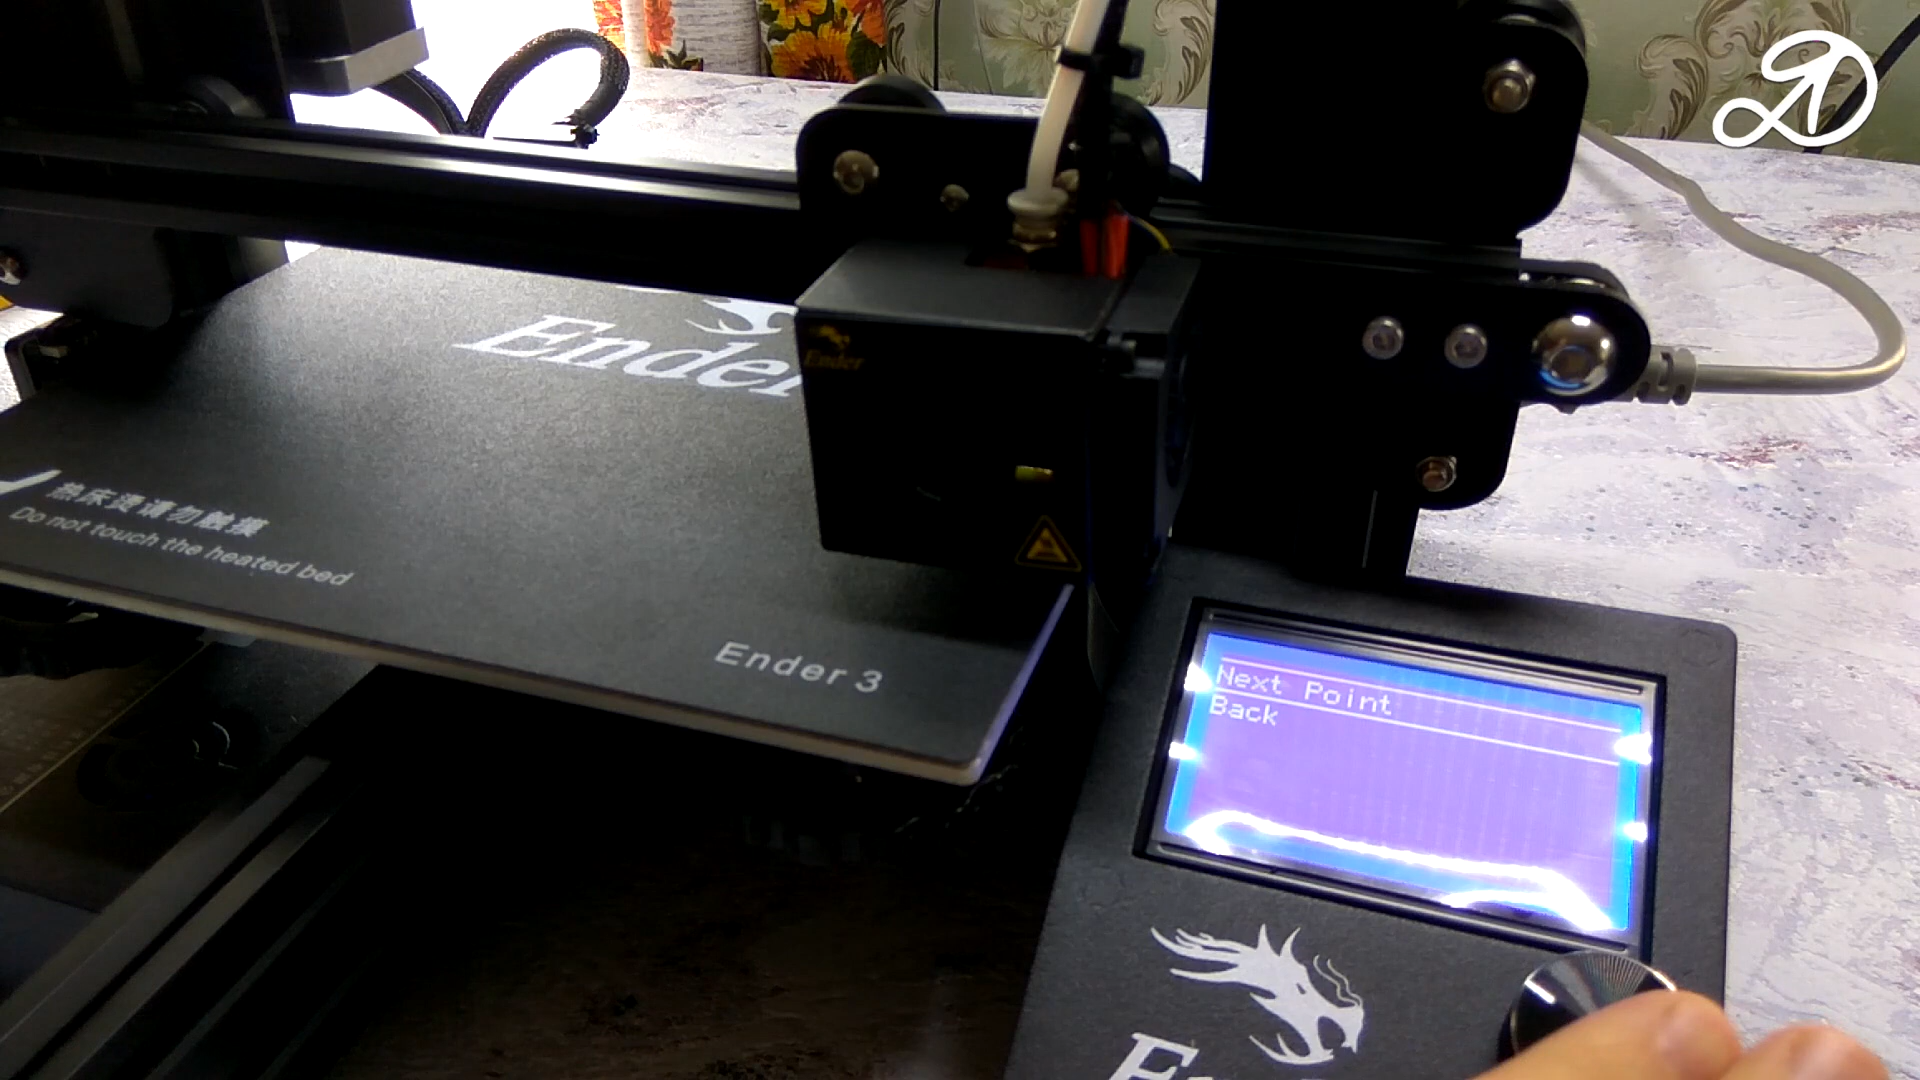 Ender
Ender
热床烫请勿触摸
Do not touch the heated bed
Ender 3
Next Point
Back